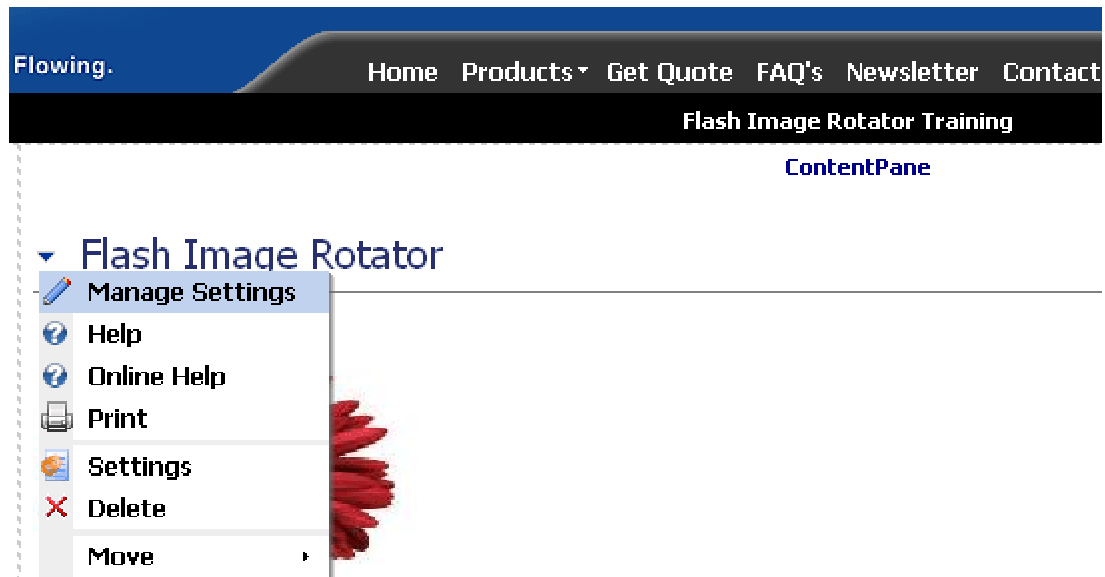 Flowing.
Home Products Get Quote FAQ's Newsletter Contact
Flash Image Rotator Training
ContentPane
Flash Image Rotator
Manage Settings
Help
Online Help
Print
Settings
Delete
Move